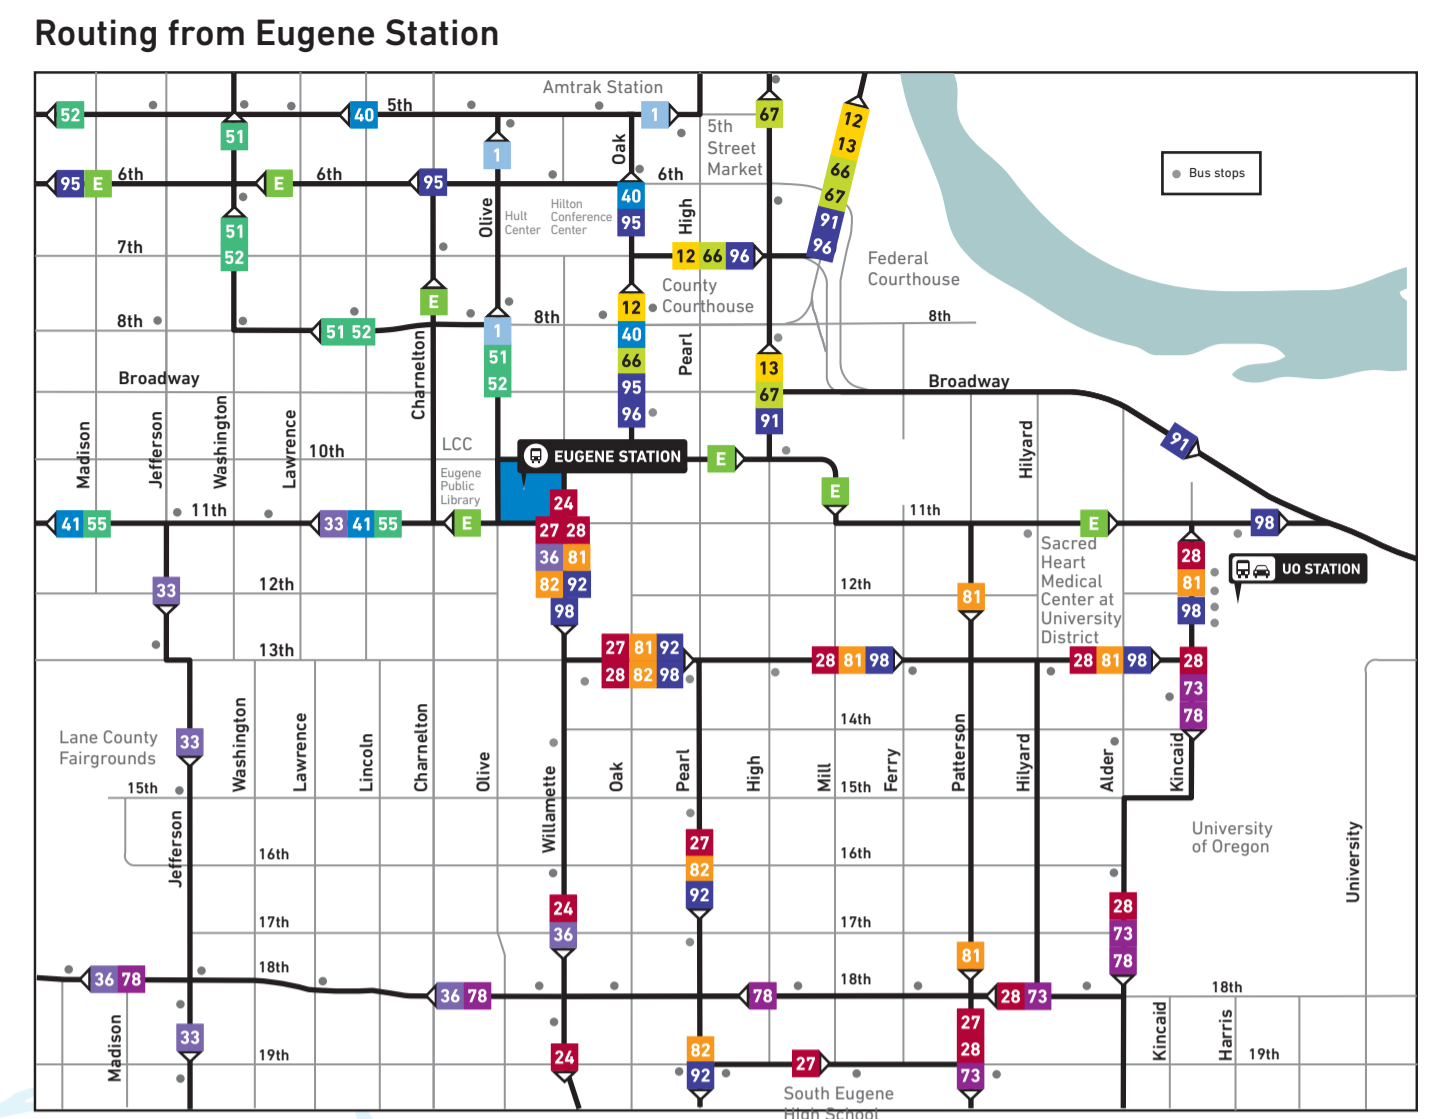 Routing from Eugene Station
Amtrak Station
52
40
5th
1
67
12
13
66
67
91
96
51
1
Oak
5th
Street
Market
Bus stops
95 E
6th
E
6th
95
40
95
6th
Olive
Hult
Center
Hilton
Conference
Center
High
51
52
7th
12 66 96
Federal
Courthouse
County
Courthouse
E
12
40
66
95
96
8th
51 52
1
51
52
8th
8th
Charnelton
Pearl
13
67
91
Broadway
Broadway
Madison
Jefferson
Washington
Lawrence
10th
LCC
Eugene
Public
Library
EUGENE STATION
E
Hilyard
91
E
24
27 28
36 81
82 92
98
41 55
11th
33 41 55
E
11th
E
98
Sacred
Heart
Medical
Center at
University
District
28
81
98
UO STATION
33
12th
12th
81
13th
27 81 92
28 82 98
28 81 98
28 81 98
28
73
78
Lane County
Fairgrounds
33
Washington
Lawrence
Lincoln
Charnelton
Olive
Willamette
Oak
Pearl
High
Mill
Ferry
Patterson
Hilyard
Alder
Kincaid
14th
15th
15th
Jefferson
16th
27
82
92
16th
University
of Oregon
University
17th
24
36
17th
28
73
78
81
36 78
18th
36 78
78
18th
28 73
18th
Madison
33
19th
24
82
92
27
27
28
73
Kincaid
Harris
19th
South Eugene
High School